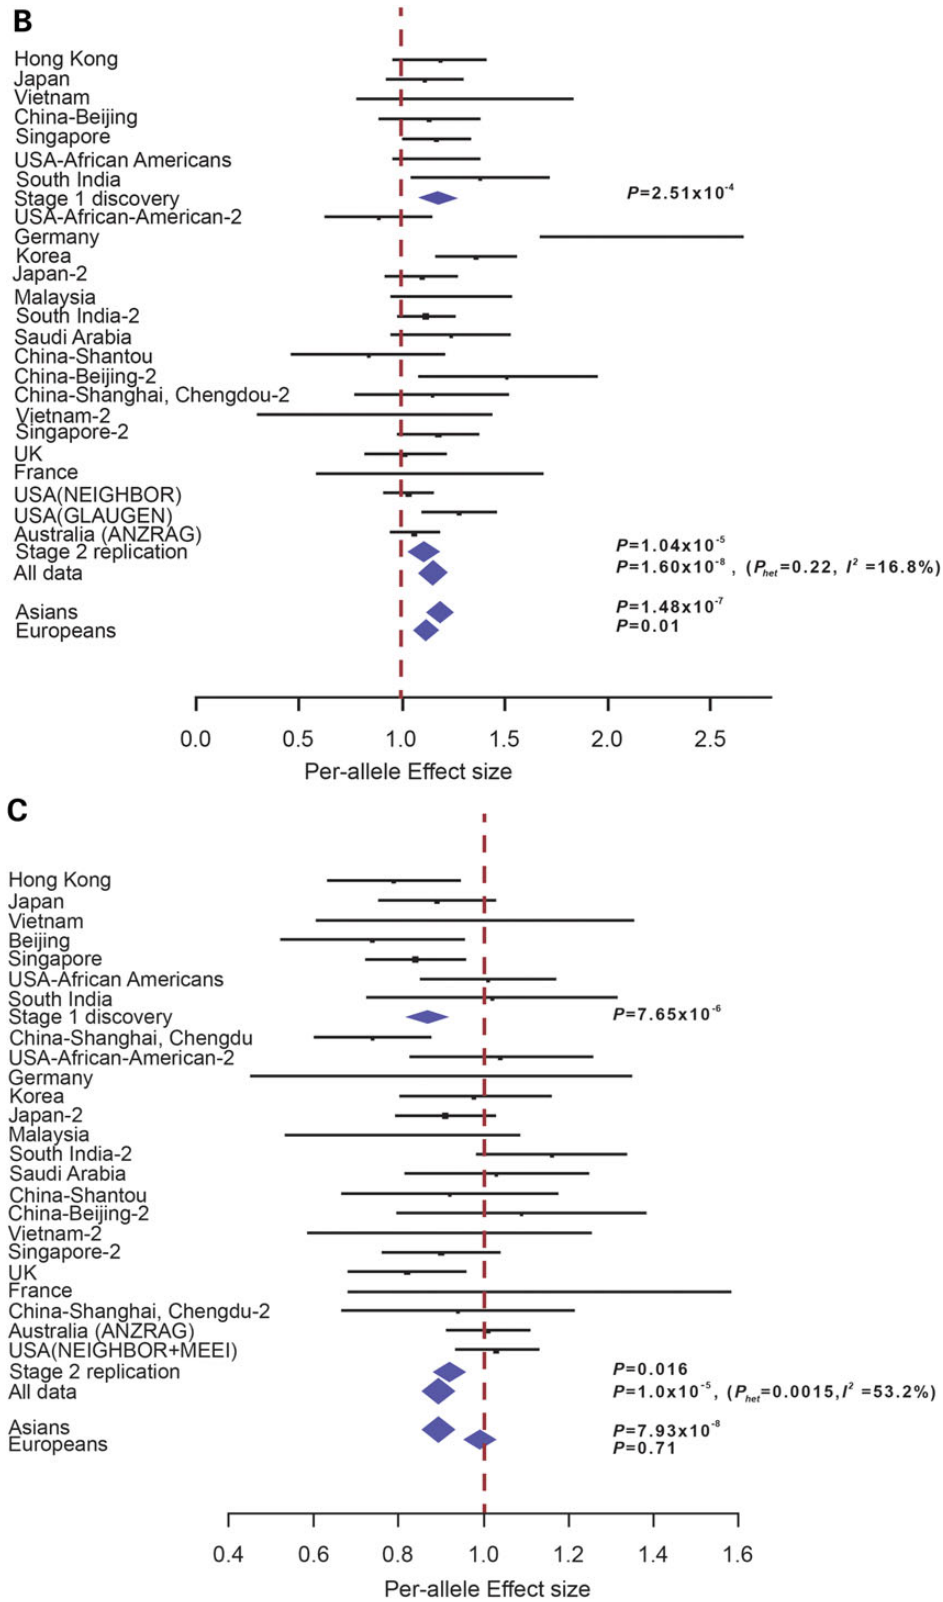 B
Hong Kong
Japan
Vietnam
China-Beijing
Singapore
USA-African Americans
South India
Stage 1 discovery P=2.51x10⁻⁴
USA-African-American-2
Germany
Korea
Japan-2
Malaysia
South India-2
Saudi Arabia
China-Shantou
China-Beijing-2
China-Shanghai, Chengdou-2
Vietnam-2
Singapore-2
UK
France
USA(NEIGHBOR)
USA(GLAUGEN)
Australia (ANZRAG)
Stage 2 replication P=1.04x10⁻⁵
All data P=1.60x10⁻⁸ , (Phet=0.22, I² =16.8%)
Asians P=1.48x10⁻⁷
Europeans P=0.01
0.0 0.5 1.0 1.5 2.0 2.5
Per-allele Effect size
C
Hong Kong
Japan
Vietnam
Beijing
Singapore
USA-African Americans
South India
Stage 1 discovery P=7.65x10⁻⁶
China-Shanghai, Chengdu
USA-African-American-2
Germany
Korea
Japan-2
Malaysia
South India-2
Saudi Arabia
China-Shantou
China-Beijing-2
Vietnam-2
Singapore-2
UK
France
China-Shanghai, Chengdu-2
Australia (ANZRAG)
USA(NEIGHBOR+MEEI)
Stage 2 replication P=0.016
All data P=1.0x10⁻⁵, (Phet=0.0015,I² =53.2%)
Asians P=7.93x10⁻⁸
Europeans P=0.71
0.4 0.6 0.8 1.0 1.2 1.4 1.6
Per-allele Effect size